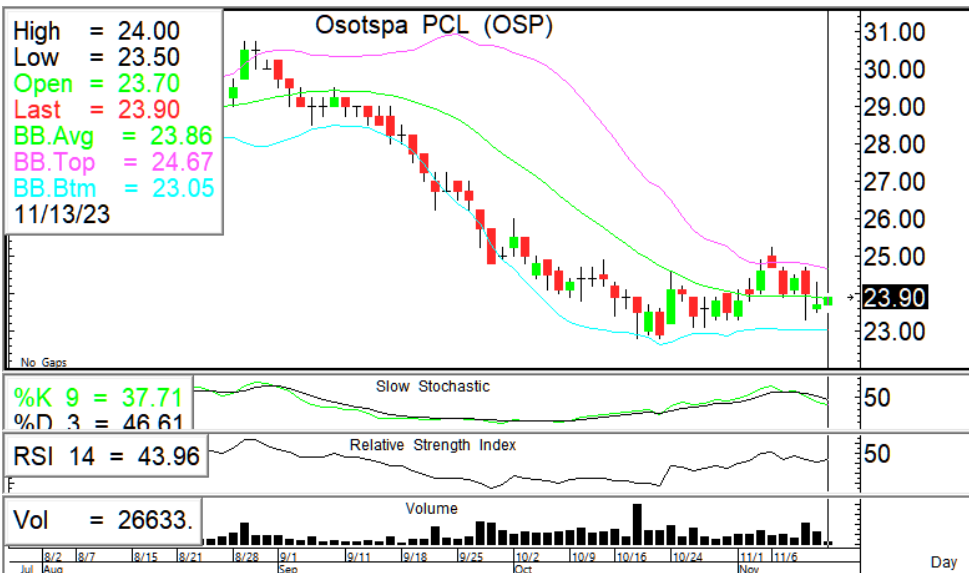 Osotspa PCL (OSP)
High = 24.00
Low = 23.50
Open = 23.70
Last = 23.90
BB.Avg = 23.86
BB.Top = 24.67
BB.Btm = 23.05
11/13/23
31.00
30.00
29.00
28.00
27.00
26.00
25.00
23.90
23.00
No Gaps
Slow Stochastic
%K 9 = 37.71
%D 3 = 46.61
50
Relative Strength Index
RSI 14 = 43.96
50
Volume
Vol = 26633.
8/2 8/7 8/15 8/21 8/28 9/1 9/11 9/18 9/25 10/2 10/9 10/16 10/24 11/1 11/6
Jul Aug Sep Oct Nov
Day